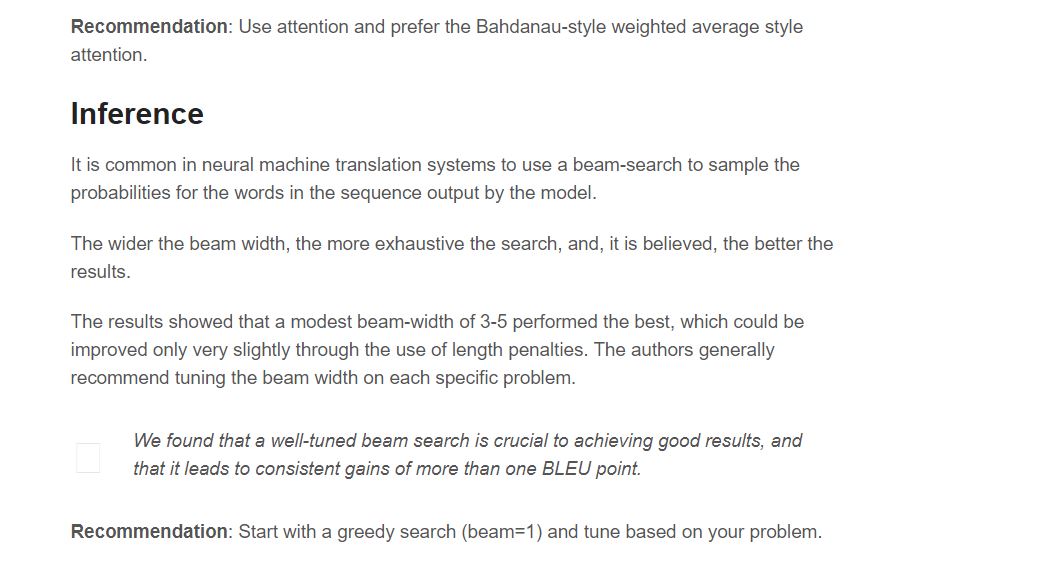 Recommendation: Use attention and prefer the Bahdanau-style weighted average style
attention.
Inference
It is common in neural machine translation systems to use a beam-search to sample the
probabilities for the words in the sequence output by the model.
The wider the beam width, the more exhaustive the search, and, it is believed, the better the
results.
The results showed that a modest beam-width of 3-5 performed the best, which could be
improved only very slightly through the use of length penalties. The authors generally
recommend tuning the beam width on each specific problem.
We found that a well-tuned beam search is crucial to achieving good results, and
that it leads to consistent gains of more than one BLEU point.
Recommendation: Start with a greedy search (beam=1) and tune based on your problem.